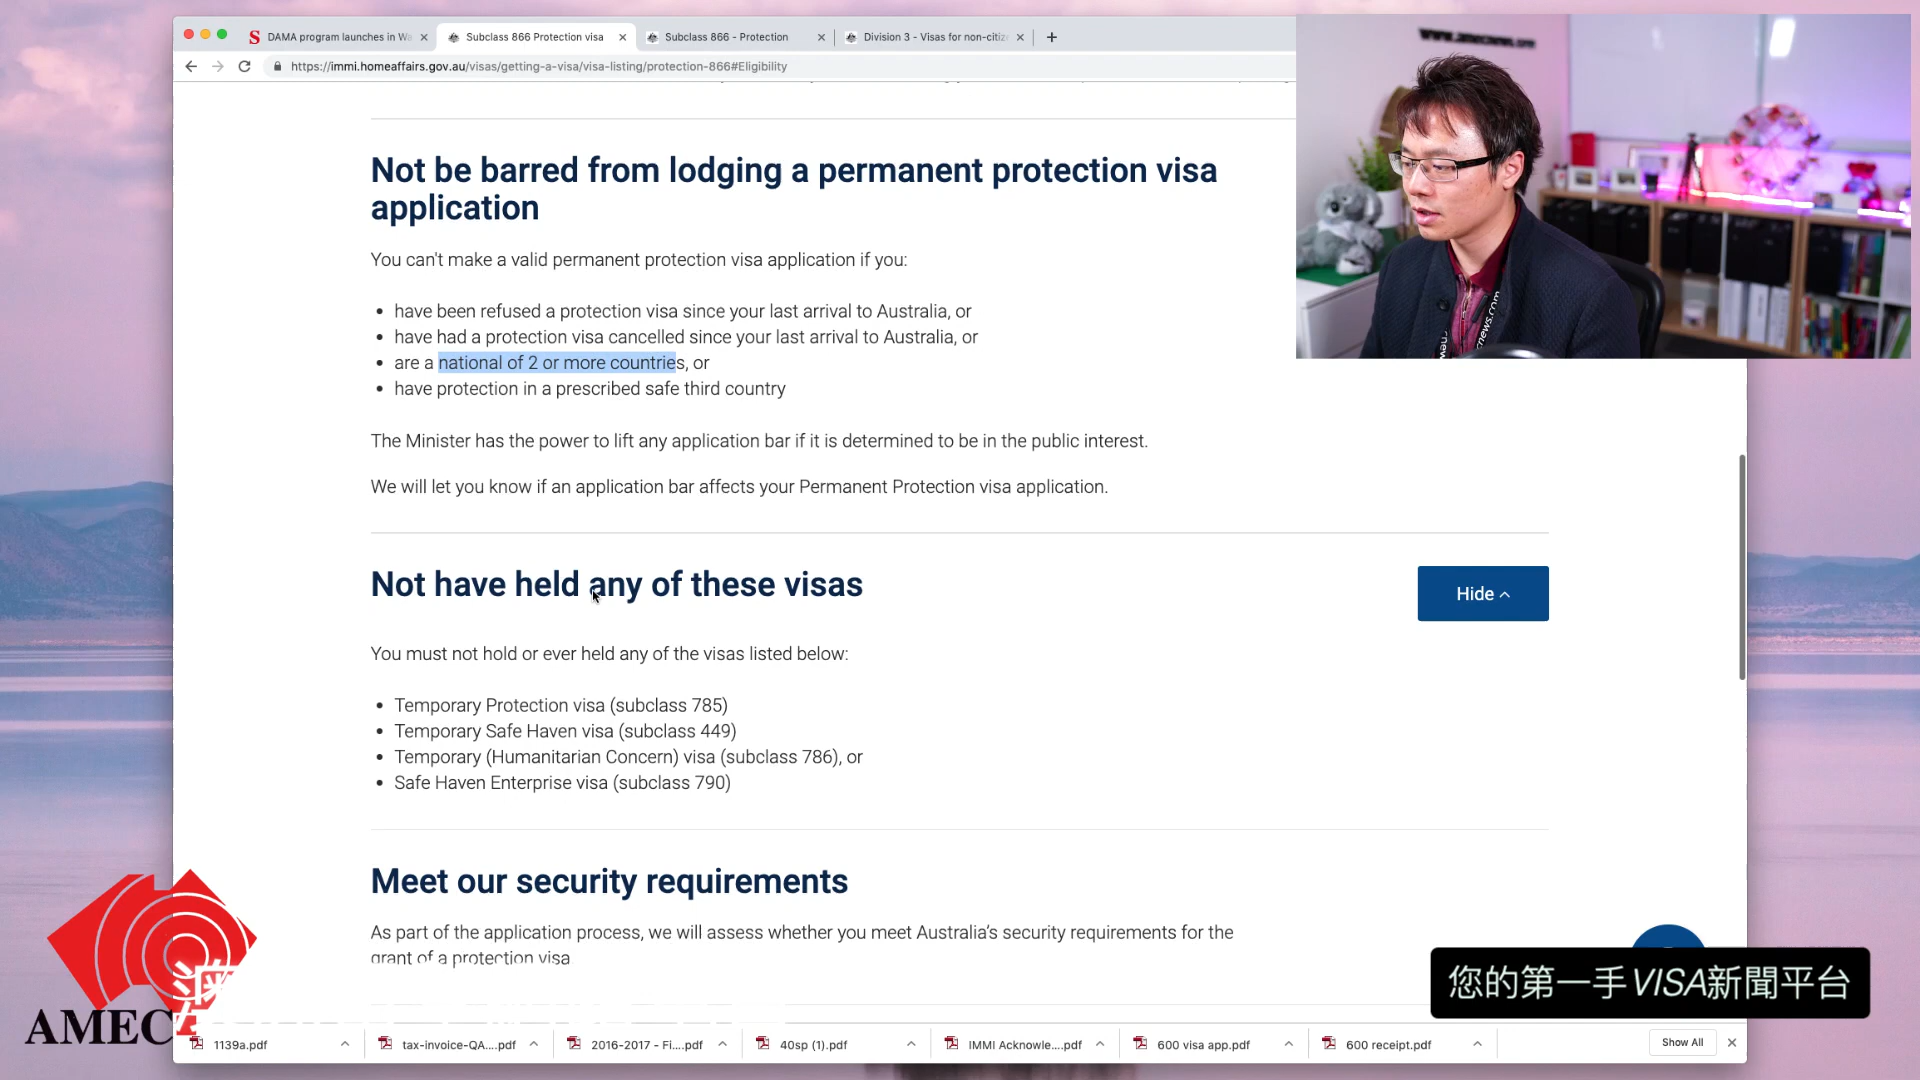 DAMA program launches in Wa
Subclass 866 Protection visa
Subclass 866 - Protection
Division 3 - Visas for non-citiz
https://immi.homeaffairs.gov.au/visas/getting-a-visa/visa-listing/protection-866#Eligibility
Not be barred from lodging a permanent protection visa
application
You can't make a valid permanent protection visa application if you:
have been refused a protection visa since your last arrival to Australia, or
have had a protection visa cancelled since your last arrival to Australia, or
are a national of 2 or more countries, or
have protection in a prescribed safe third country
The Minister has the power to lift any application bar if it is determined to be in the public interest.
We will let you know if an application bar affects your Permanent Protection visa application.
Not have held any of these visas
Hide
You must not hold or ever held any of the visas listed below:
Temporary Protection visa (subclass 785)
Temporary Safe Haven visa (subclass 449)
Temporary (Humanitarian Concern) visa (subclass 786), or
Safe Haven Enterprise visa (subclass 790)
Meet our security requirements
As part of the application process, we will assess whether you meet Australia's security requirements for the
grant of a protection visa
AMEC
您的第一手VISA新聞平台
1139a.pdf
tax-invoice-QA....pdf
2016-2017 - Fi....pdf
40sp (1).pdf
IMMI Acknowle....pdf
600 visa app.pdf
600 receipt.pdf
Show All